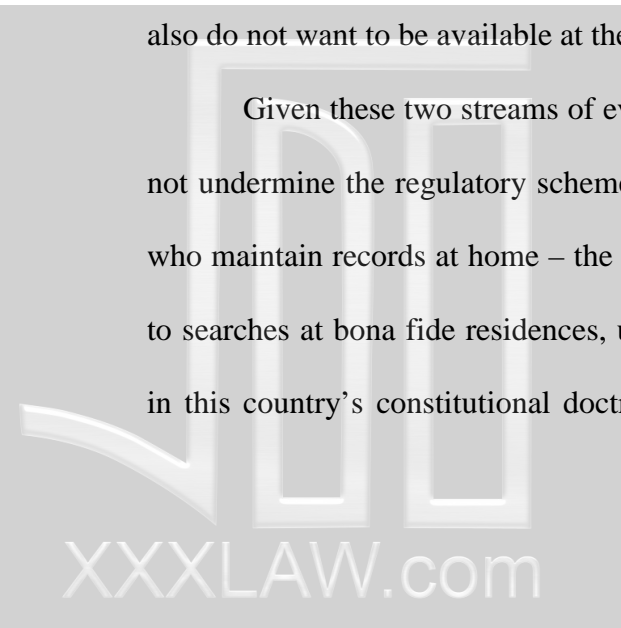 also do not want to be available at the
Given these two streams of ev
not undermine the regulatory scheme
who maintain records at home – the
to searches at bona fide residences, u
in this country’s constitutional doctr
XXXLAW.com